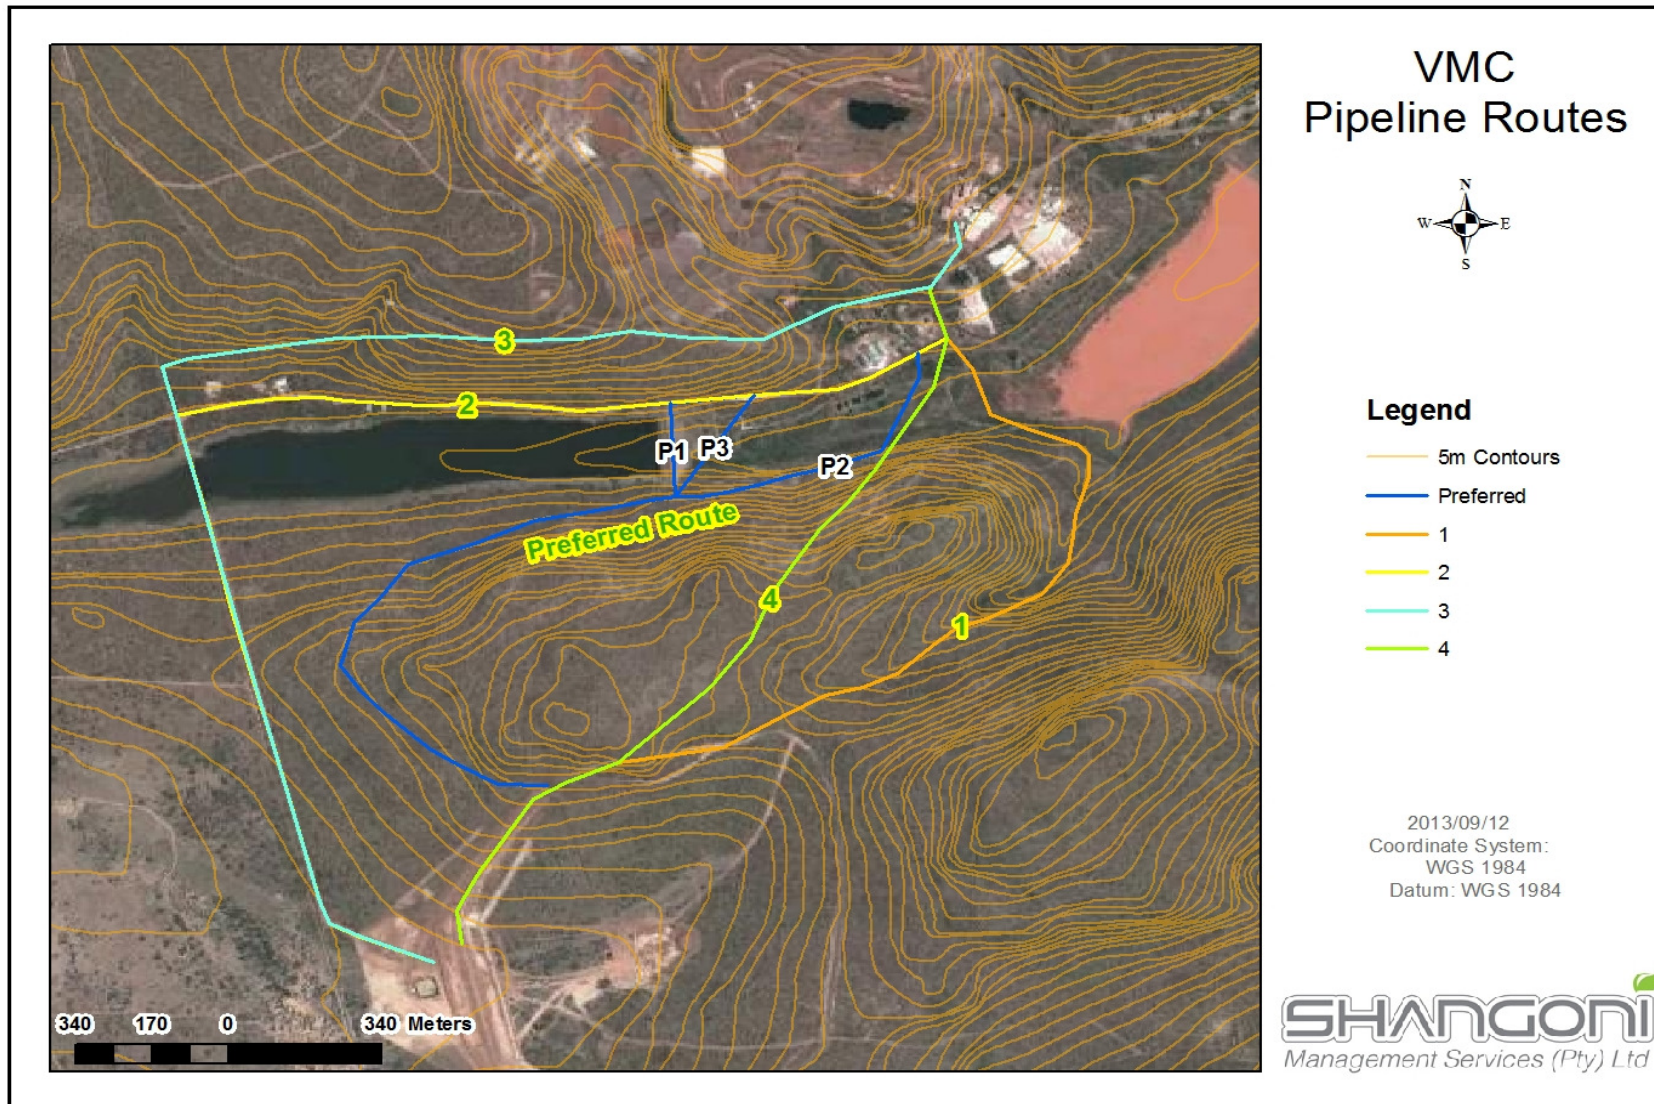 VMC
Pipeline Routes
N
W E
S
3
2
P1 P3
P2
Preferred Route
4
1
Legend
5m Contours
Preferred
1
2
3
4
2013/09/12
Coordinate System:
WGS 1984
Datum: WGS 1984
340 170 0 340 Meters
SHANGONI
Management Services (Pty) Ltd